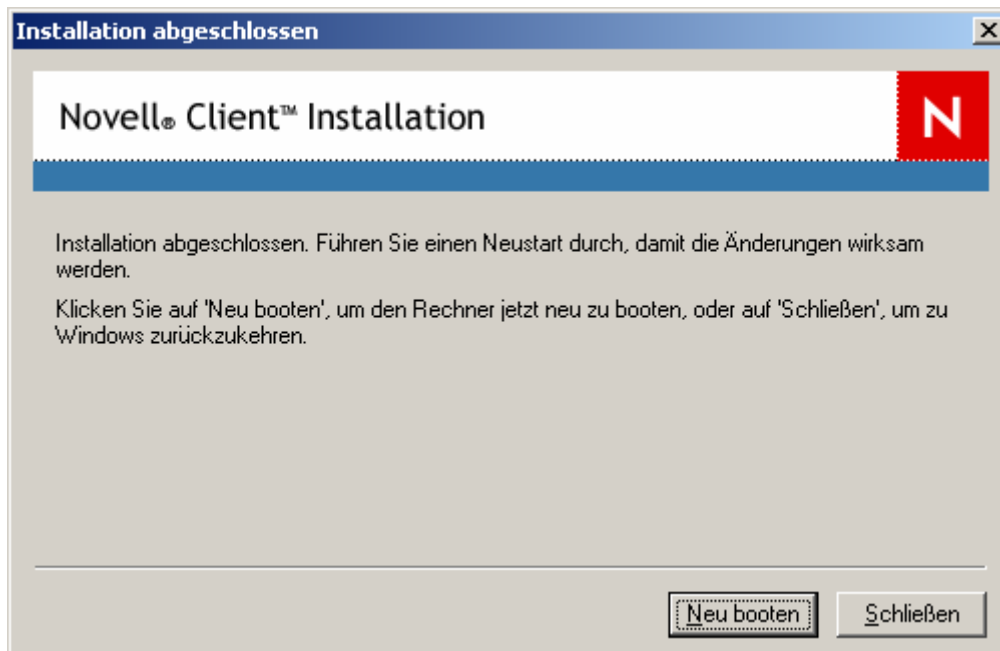 Installation abgeschlossen
Novell® Client™ Installation
N
Installation abgeschlossen. Führen Sie einen Neustart durch, damit die Änderungen wirksam
werden.
Klicken Sie auf 'Neu booten', um den Rechner jetzt neu zu booten, oder auf 'Schließen', um zu
Windows zurückzukehren.
Neu booten
Schließen